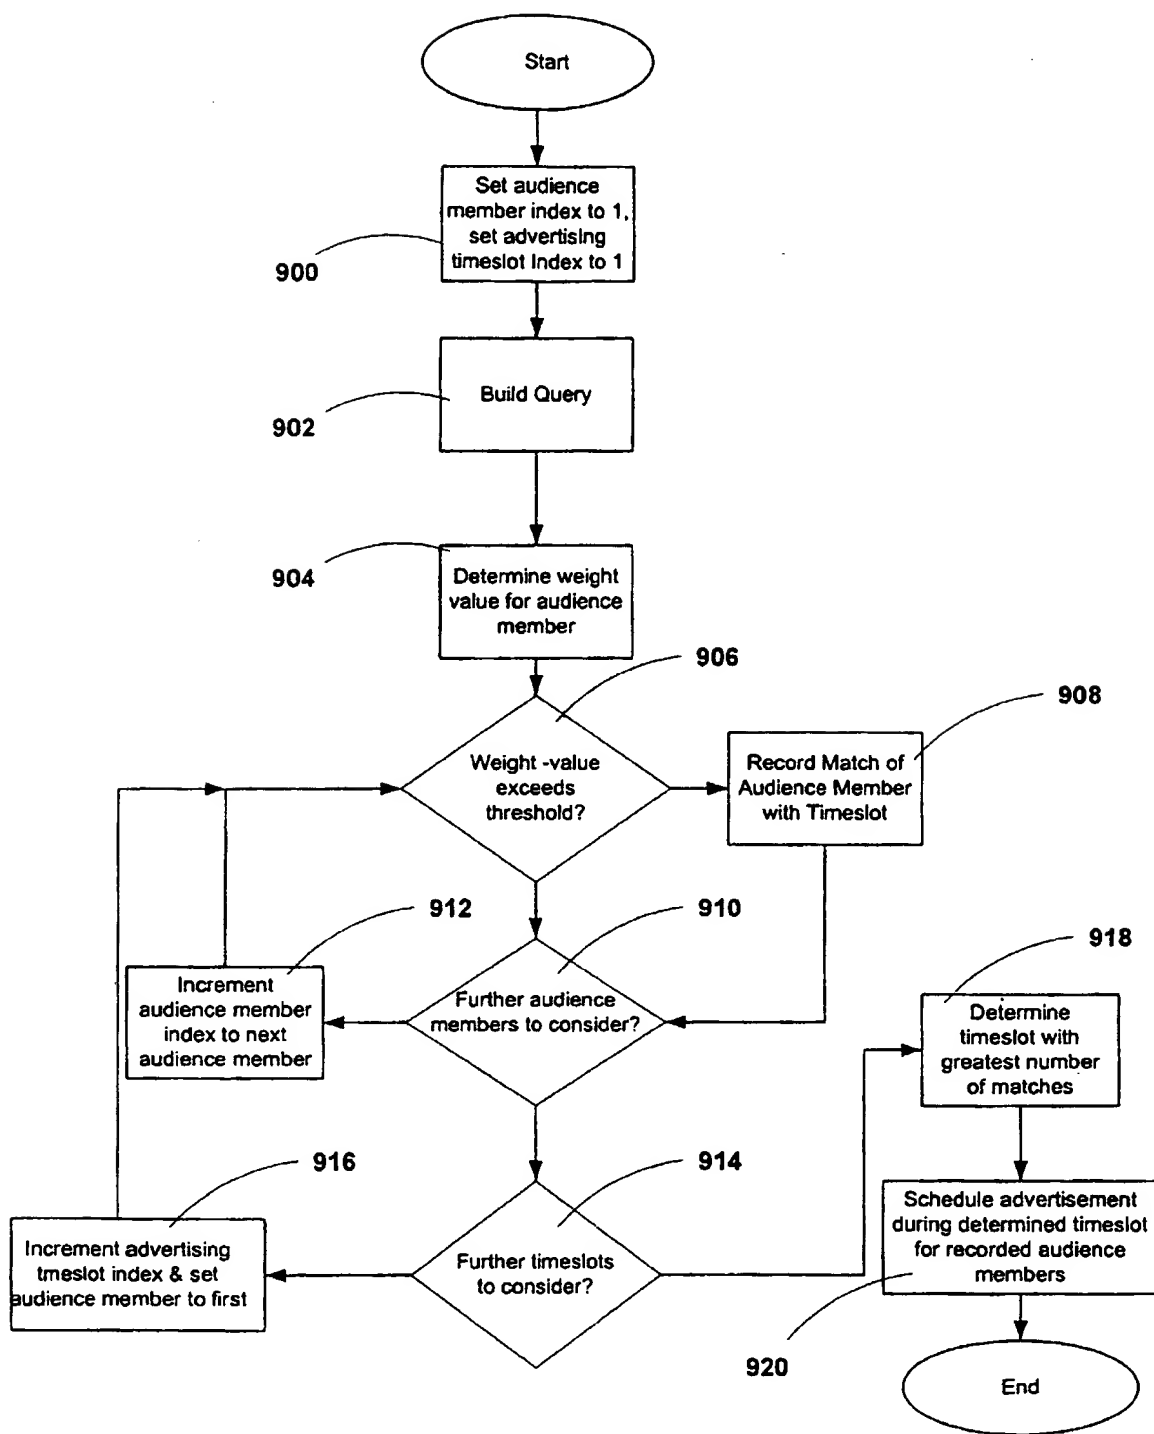 Start
Set audience
member index to 1,
set advertising
timeslot Index to 1
900
Build Query
902
904
Determine weight
value for audience
member
906
908
Weight -value
exceeds
threshold?
Record Match of
Audience Member
with Timeslot
912
910
918
Increment
audience member
index to next
audience member
Further audience
members to consider?
Determine
timeslot with
greatest number
of matches
916
914
Increment advertising
tmeslot index & set
audience member to first
Further timeslots
to consider?
Schedule advertisement
during determined timeslot
for recorded audience
members
920
End